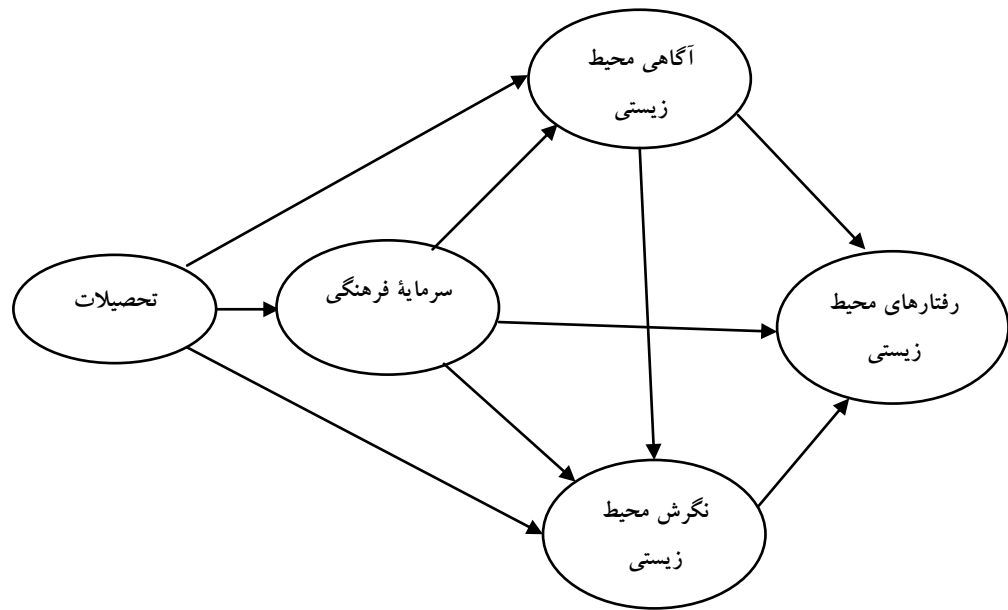 آگاهی محیط
زیستی
سرمایهٔ فرهنگی
تحصیلات
رفتارهای محیط
زیستی
نگرش محیط
زیستی